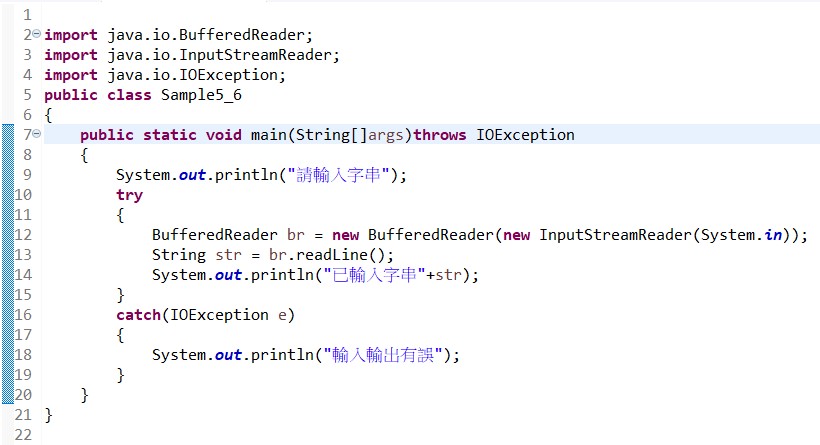 1
2 import java.io.BufferedReader;
3 import java.io.InputStreamReader;
4 import java.io.IOException;
5 public class Sample5_6
6 {
7     public static void main(String[]args)throws IOException
8     {
9         System.out.println("請輸入字串");
10         try
11         {
12             BufferedReader br = new BufferedReader(new InputStreamReader(System.in));
13             String str = br.readLine();
14             System.out.println("已輸入字串"+str);
15         }
16         catch(IOException e)
17         {
18             System.out.println("輸入輸出有誤");
19         }
20     }
21 }
22